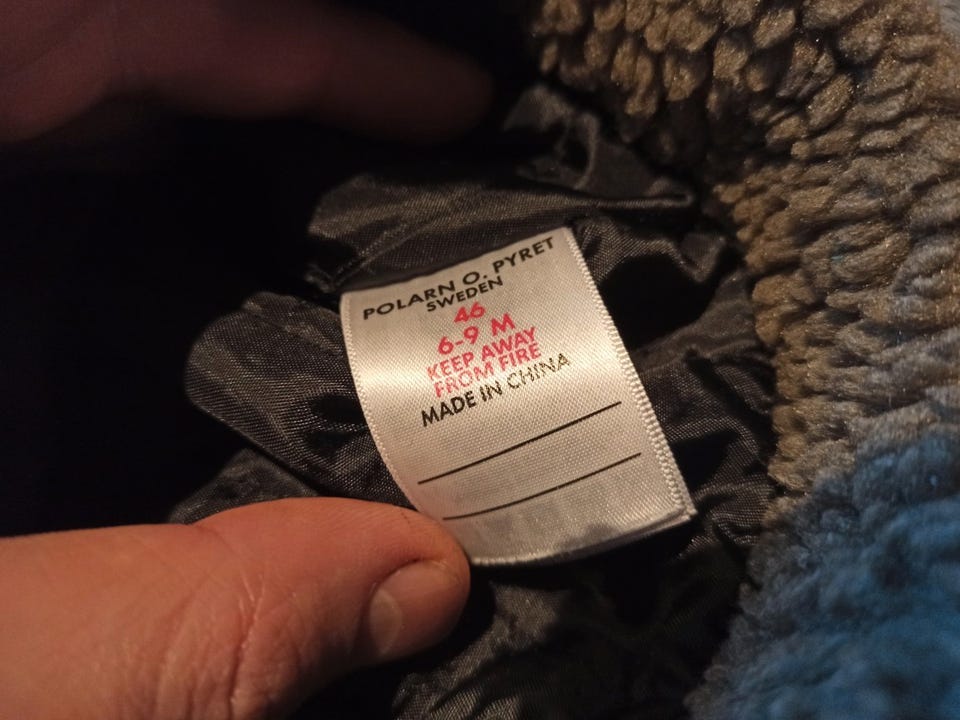 POLARN O. PYRET
SWEDEN
46
6-9 M
KEEP AWAY
FROM FIRE
MADE IN CHINA